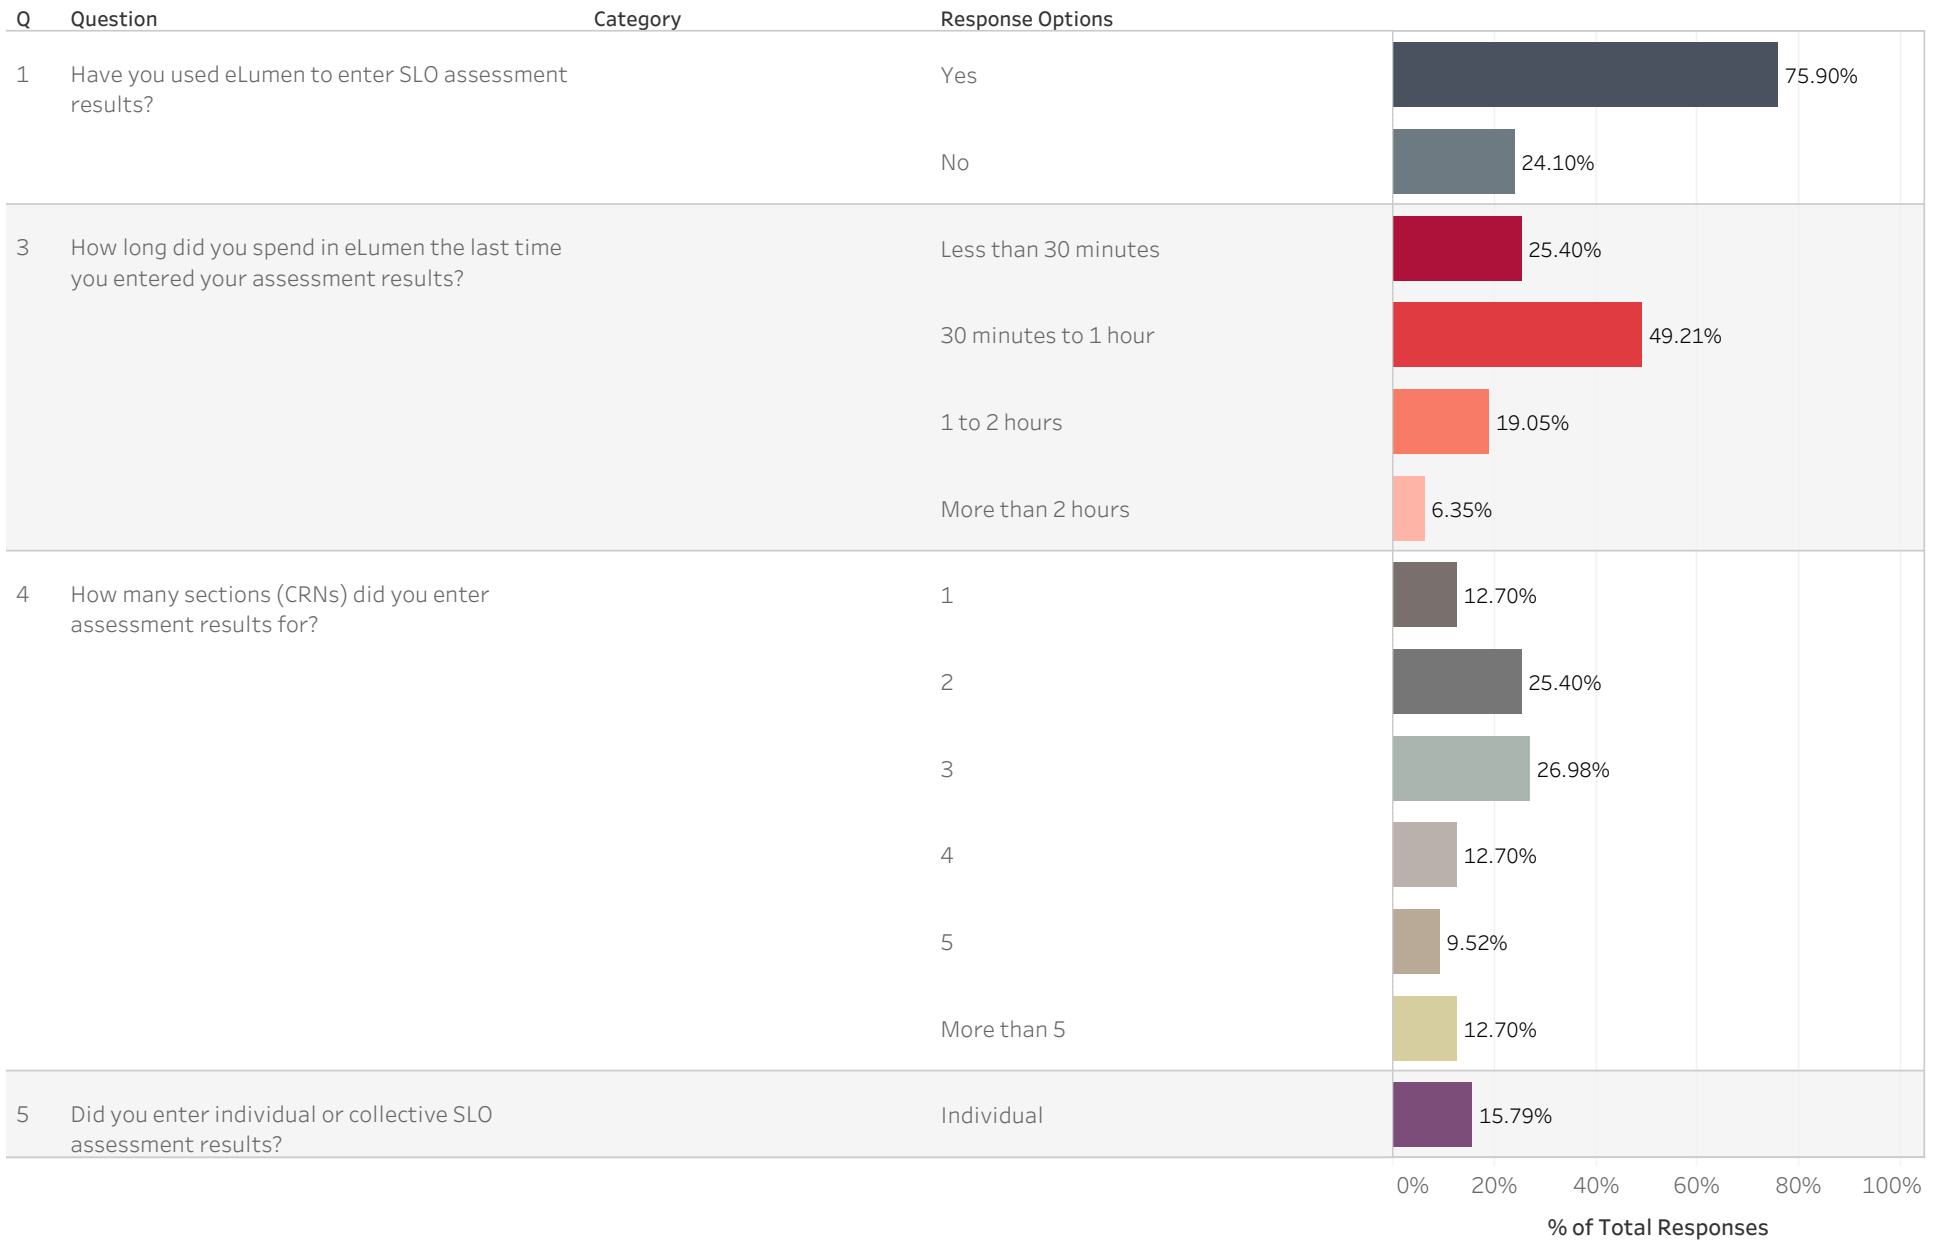 Q Question Category Response Options
1 Have you used eLumen to enter SLO assessment
results?
Yes 75.90%
No 24.10%
3 How long did you spend in eLumen the last time
you entered your assessment results?
Less than 30 minutes 25.40%
30 minutes to 1 hour 49.21%
1 to 2 hours 19.05%
More than 2 hours 6.35%
4 How many sections (CRNs) did you enter
assessment results for?
1 12.70%
2 25.40%
3 26.98%
4 12.70%
5 9.52%
More than 5 12.70%
5 Did you enter individual or collective SLO
assessment results?
Individual 15.79%
0% 20% 40% 60% 80% 100%
% of Total Responses